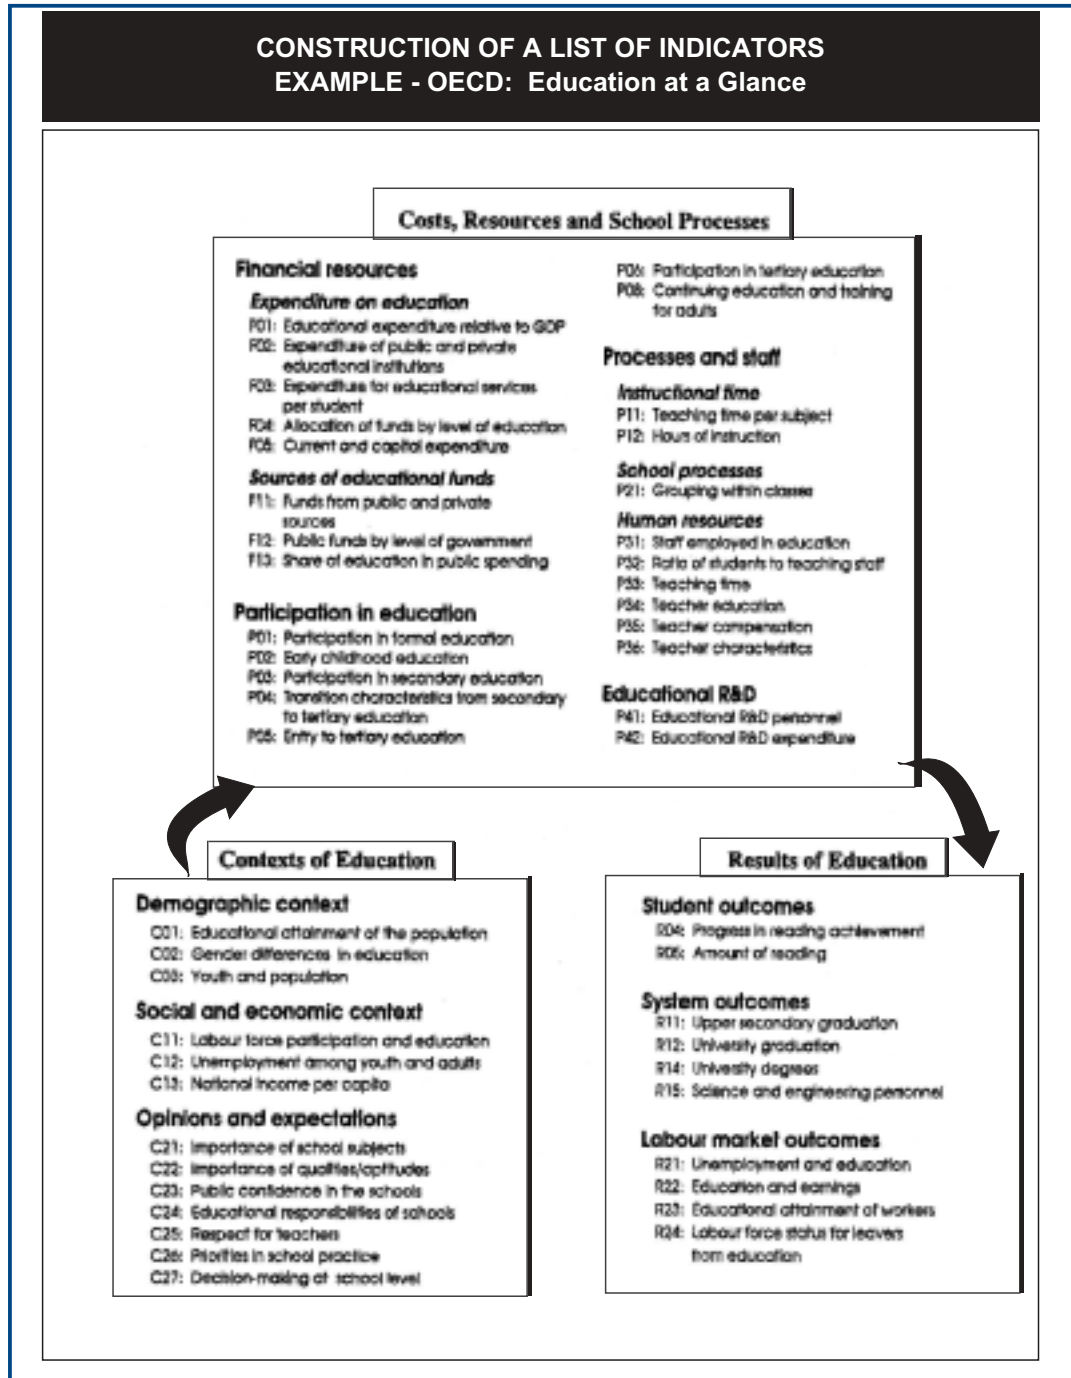 CONSTRUCTION OF A LIST OF INDICATORS
EXAMPLE - OECD: Education at a Glance
Costs, Resources and School Processes
Financial resources
Expenditure on education
F01: Educational expenditure relative to GDP
F02: Expenditure of public and private
educational institutions
F03: Expenditure for educational services
per student
F04: Allocation of funds by level of education
F05: Current and capital expenditure
Sources of educational funds
F11: Funds from public and private
sources
F12: Public funds by level of government
F13: Share of education in public spending
Participation in education
P01: Participation in formal education
P02: Early childhood education
P03: Participation in secondary education
P04: Transition characteristics from secondary
to tertiary education
P05: Entry to tertiary education
P06: Participation in tertiary education
P08: Continuing education and training
for adults
Processes and staff
Instructional time
P11: Teaching time per subject
P12: Hours of instruction
School processes
P21: Grouping within classes
Human resources
P31: Staff employed in education
P32: Ratio of students to teaching staff
P33: Teaching time
P34: Teacher education
P35: Teacher compensation
P36: Teacher characteristics
Educational R&D
P41: Educational R&D personnel
P42: Educational R&D expenditure
Contexts of Education
Demographic context
C01: Educational attainment of the population
C02: Gender differences in education
C03: Youth and population
Social and economic context
C11: Labour force participation and education
C12: Unemployment among youth and adults
C13: National income per capita
Opinions and expectations
C21: Importance of school subjects
C22: Importance of qualities/aptitudes
C23: Public confidence in the schools
C24: Educational responsibilities of schools
C25: Respect for teachers
C26: Priorities in school practice
C27: Decision-making at school level
Results of Education
Student outcomes
R04: Progress in reading achievement
R05: Amount of reading
System outcomes
R11: Upper secondary graduation
R12: University graduation
R14: University degrees
R15: Science and engineering personnel
Labour market outcomes
R21: Unemployment and education
R22: Education and earnings
R23: Educational attainment of workers
R24: Labour force status for leavers
from education